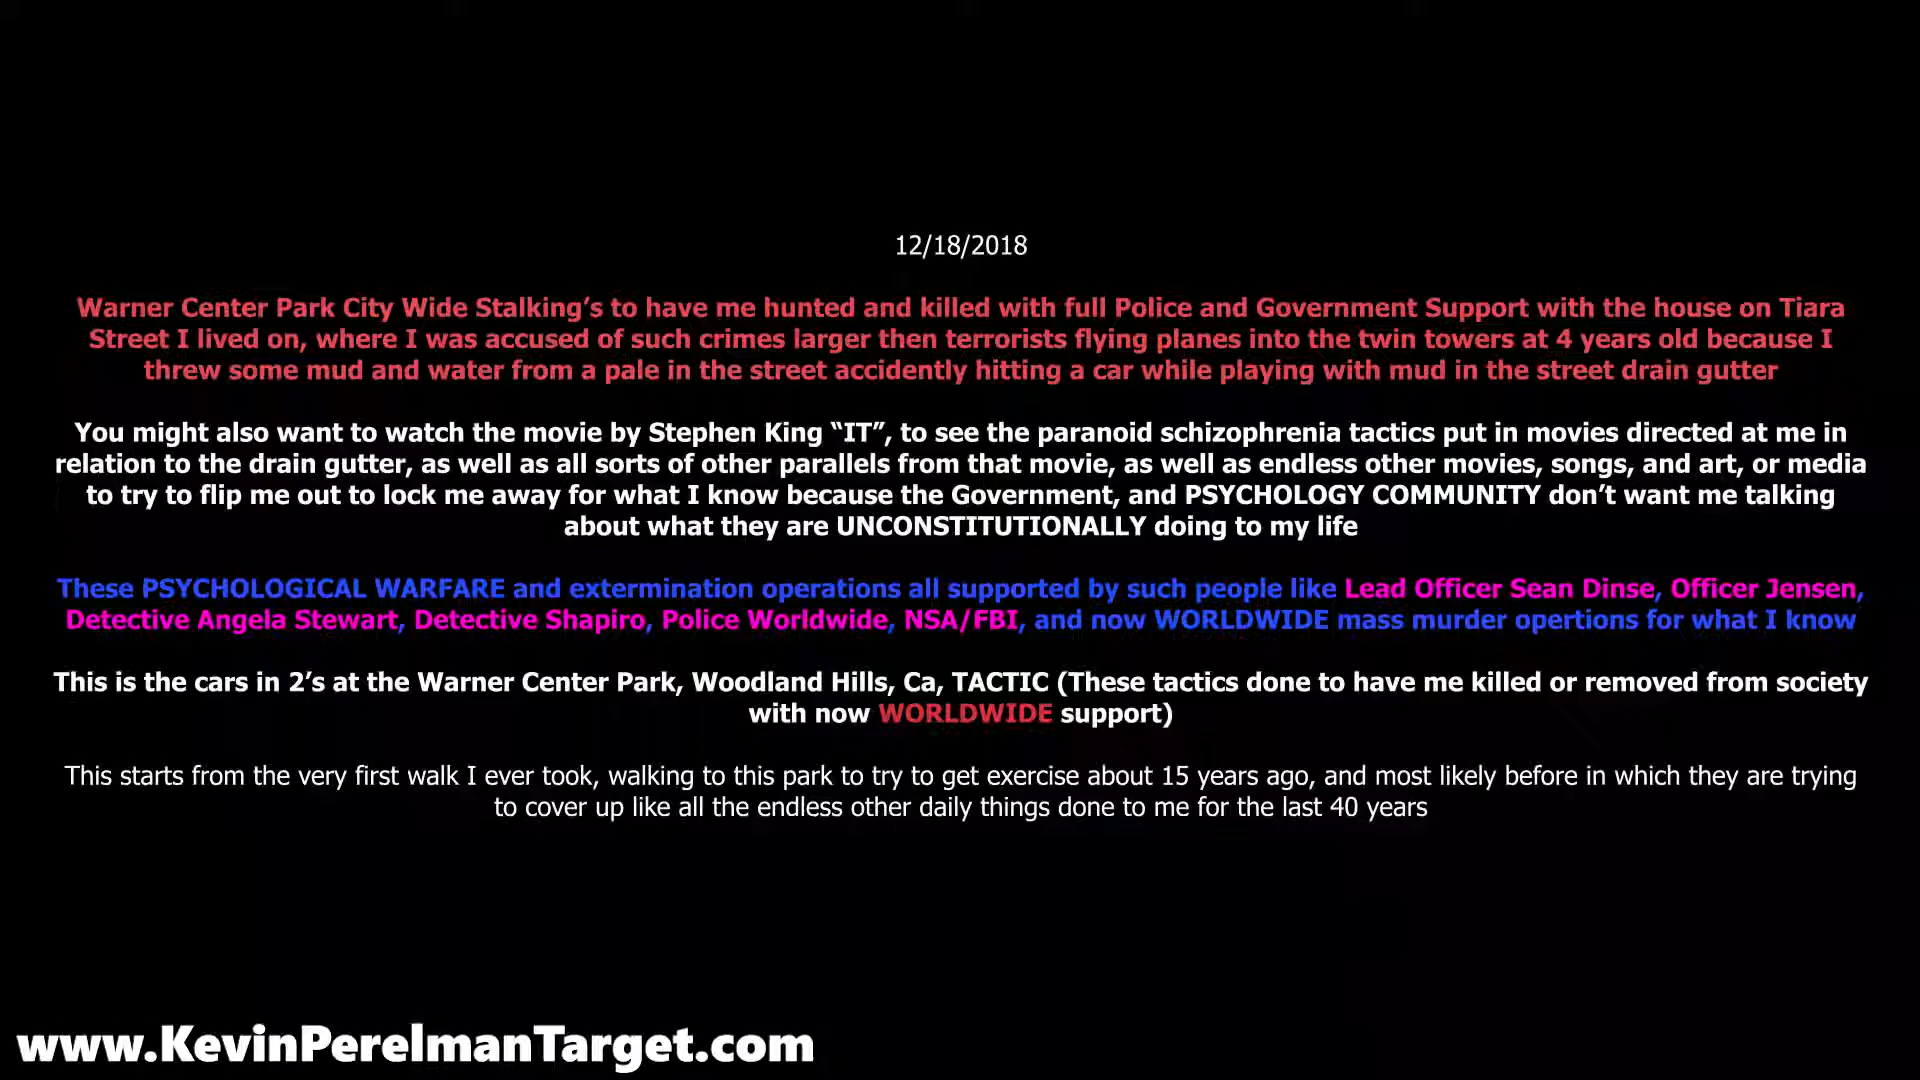 12/18/2018
Warner Center Park City Wide Stalking’s to have me hunted and killed with full Police and Government Support with the house on Tiara
Street I lived on, where I was accused of such crimes larger then terrorists flying planes into the twin towers at 4 years old because I
threw some mud and water from a pale in the street accidently hitting a car while playing with mud in the street drain gutter
You might also want to watch the movie by Stephen King “IT”, to see the paranoid schizophrenia tactics put in movies directed at me in
relation to the drain gutter, as well as all sorts of other parallels from that movie, as well as endless other movies, songs, and art, or media
to try to flip me out to lock me away for what I know because the Government, and PSYCHOLOGY COMMUNITY don’t want me talking
about what they are UNCONSTITUTIONALLY doing to my life
These PSYCHOLOGICAL WARFARE and extermination operations all supported by such people like Lead Officer Sean Dinse, Officer Jensen,
Detective Angela Stewart, Detective Shapiro, Police Worldwide, NSA/FBI, and now WORLDWIDE mass murder opertions for what I know
This is the cars in 2’s at the Warner Center Park, Woodland Hills, Ca, TACTIC (These tactics done to have me killed or removed from society
with now WORLDWIDE support)
This starts from the very first walk I ever took, walking to this park to try to get exercise about 15 years ago, and most likely before in which they are trying
to cover up like all the endless other daily things done to me for the last 40 years
www.KevinPerelmanTarget.com